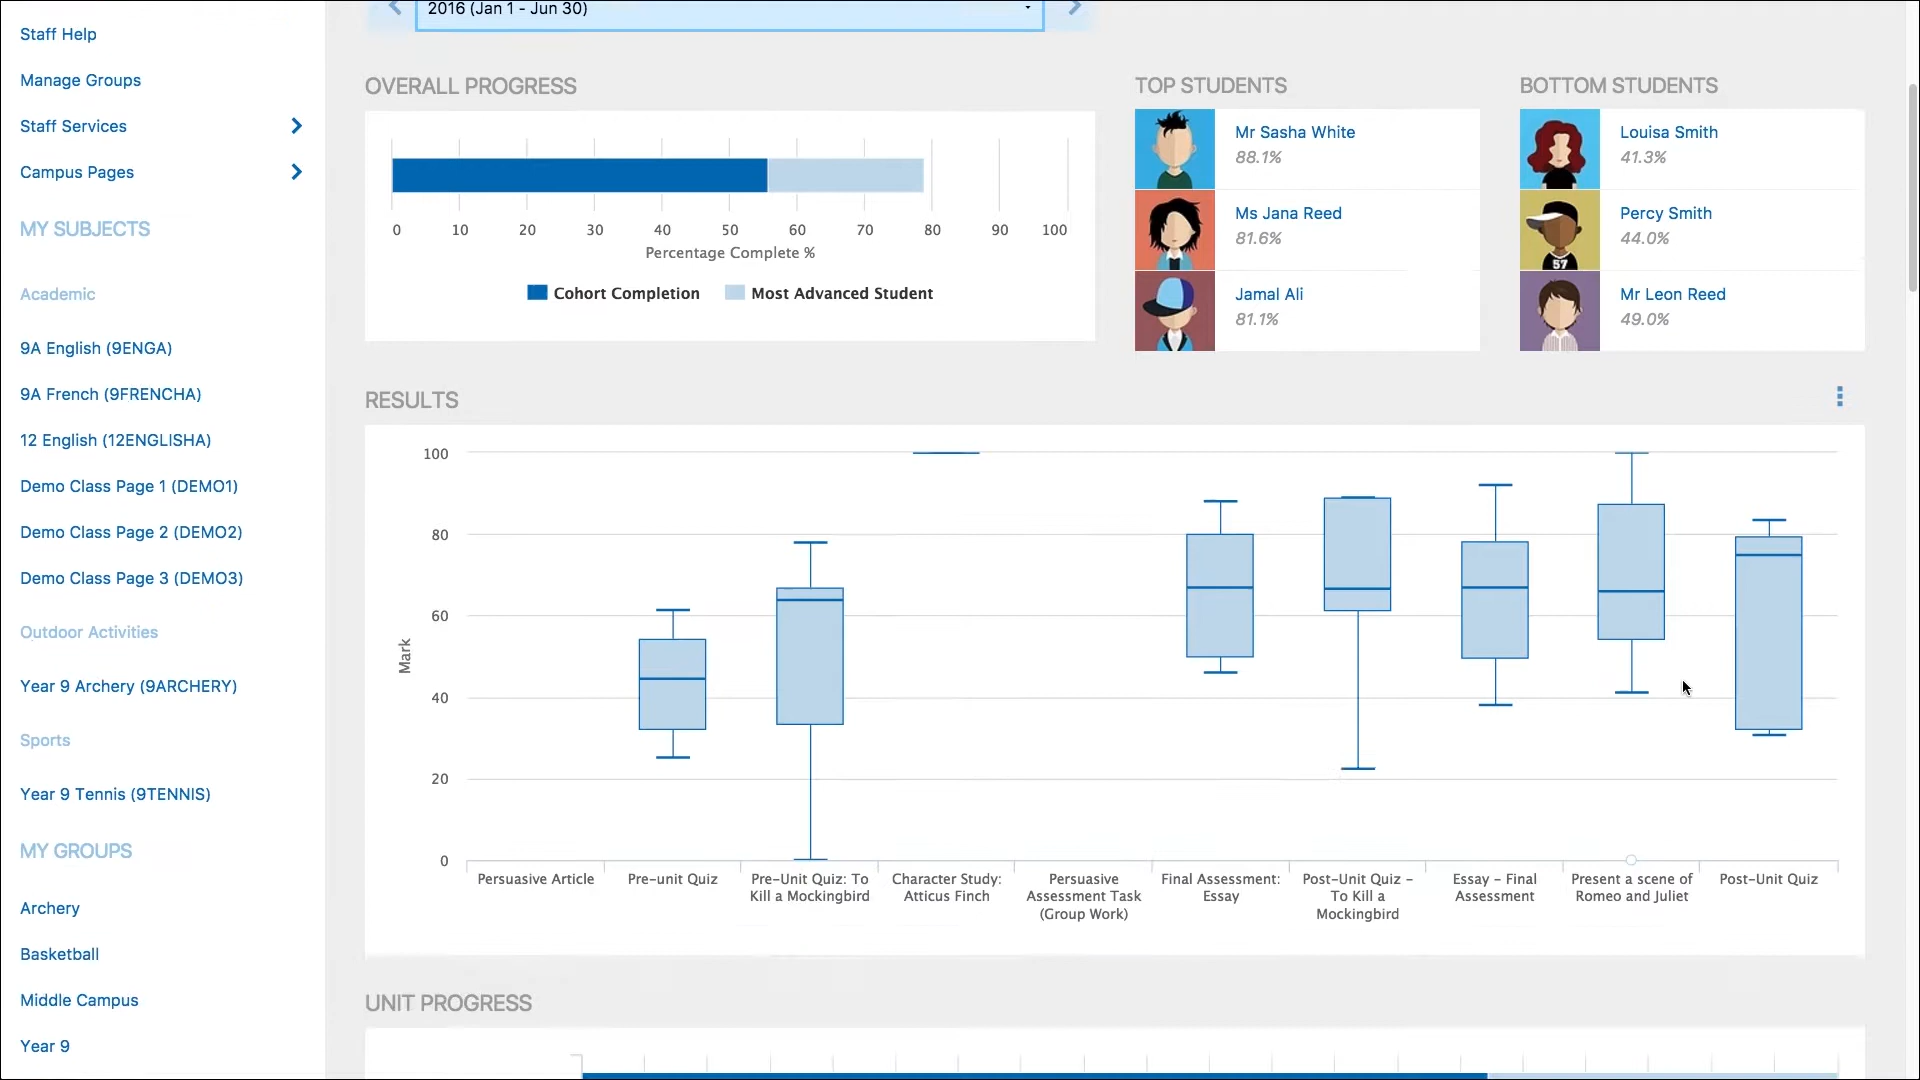 2016 (Jan 1 - Jun 30)
Staff Help
Manage Groups
Staff Services
Campus Pages
MY SUBJECTS
Academic
9A English (9ENGA)
9A French (9FRENCHA)
12 English (12ENGLISHA)
Demo Class Page 1 (DEMO1)
Demo Class Page 2 (DEMO2)
Demo Class Page 3 (DEMO3)
Outdoor Activities
Year 9 Archery (9ARCHERY)
Sports
Year 9 Tennis (9TENNIS)
MY GROUPS
Archery
Basketball
Middle Campus
Year 9
OVERALL PROGRESS
0 10 20 30 40 50 60 70 80 90 100
Percentage Complete %
Cohort Completion Most Advanced Student
TOP STUDENTS
Mr Sasha White
88.1%
Ms Jana Reed
81.6%
Jamal Ali
81.1%
BOTTOM STUDENTS
Louisa Smith
41.3%
Percy Smith
44.0%
57
Mr Leon Reed
49.0%
RESULTS
100
80
60
40
20
0
Mark
Persuasive Article
Pre-unit Quiz
Pre-Unit Quiz: To
Kill a Mockingbird
Character Study:
Atticus Finch
Persuasive
Assessment Task
(Group Work)
Final Assessment:
Essay
Post-Unit Quiz -
To Kill a
Mockingbird
Essay - Final
Assessment
Present a scene of
Romeo and Juliet
Post-Unit Quiz
UNIT PROGRESS